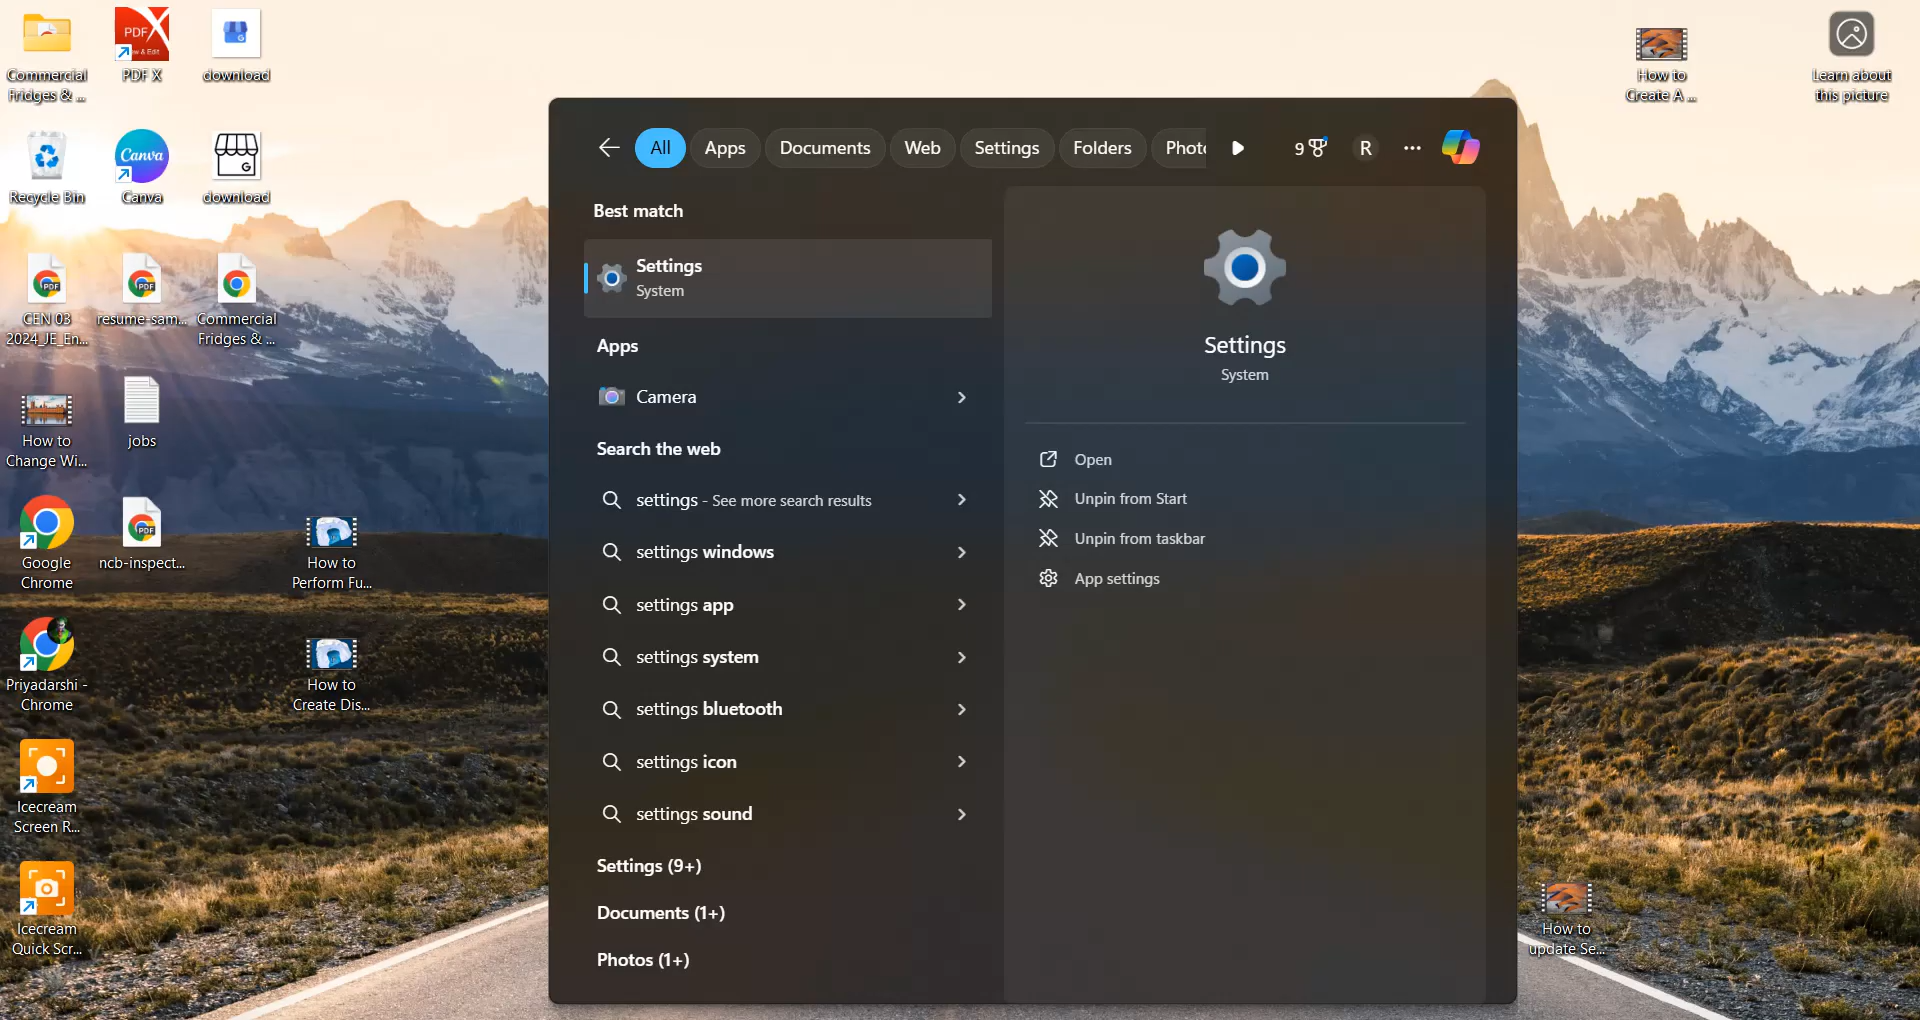 Commercial
Fridges & ...
PDF X
download
Recycle Bin
Canva
download
CEN 03
2024_JE_En...
resume-sam...
Commercial
Fridges & ...
How to
Change Wi...
jobs
Google
Chrome
ncb-inspect...
How to
Perform Fu...
Priyadarshi -
Chrome
How to
Create Dis...
Icecream
Screen R...
Icecream
Quick Scr...
All
Apps
Documents
Web
Settings
Folders
Photo
9
R
Best match
Settings
System
Apps
Camera
Search the web
settings - See more search results
settings windows
settings app
settings system
settings bluetooth
settings icon
settings sound
Settings (9+)
Documents (1+)
Photos (1+)
Settings
System
Open
Unpin from Start
Unpin from taskbar
App settings
How to
Create A ...
Learn about
this picture
How to
update Se...